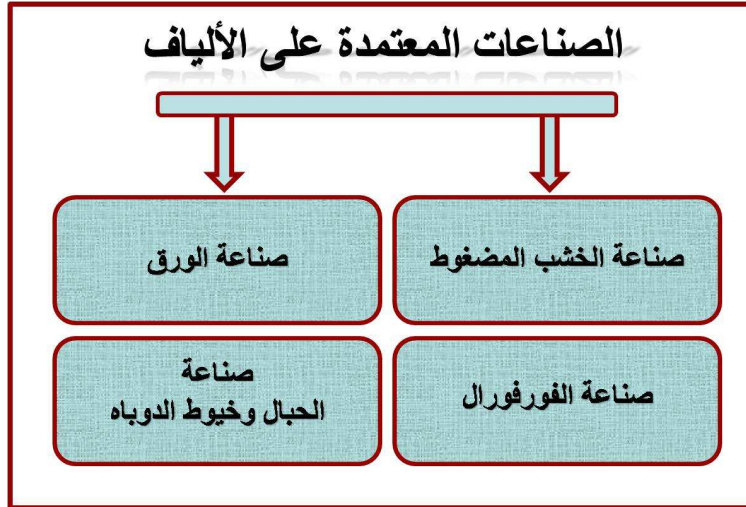 الصناعات المعتمدة على الألياف
صناعة الخشب المضغوط
صناعة الورق
صناعة الفورفورال
صناعة
الحبال وخيوط الدوباه